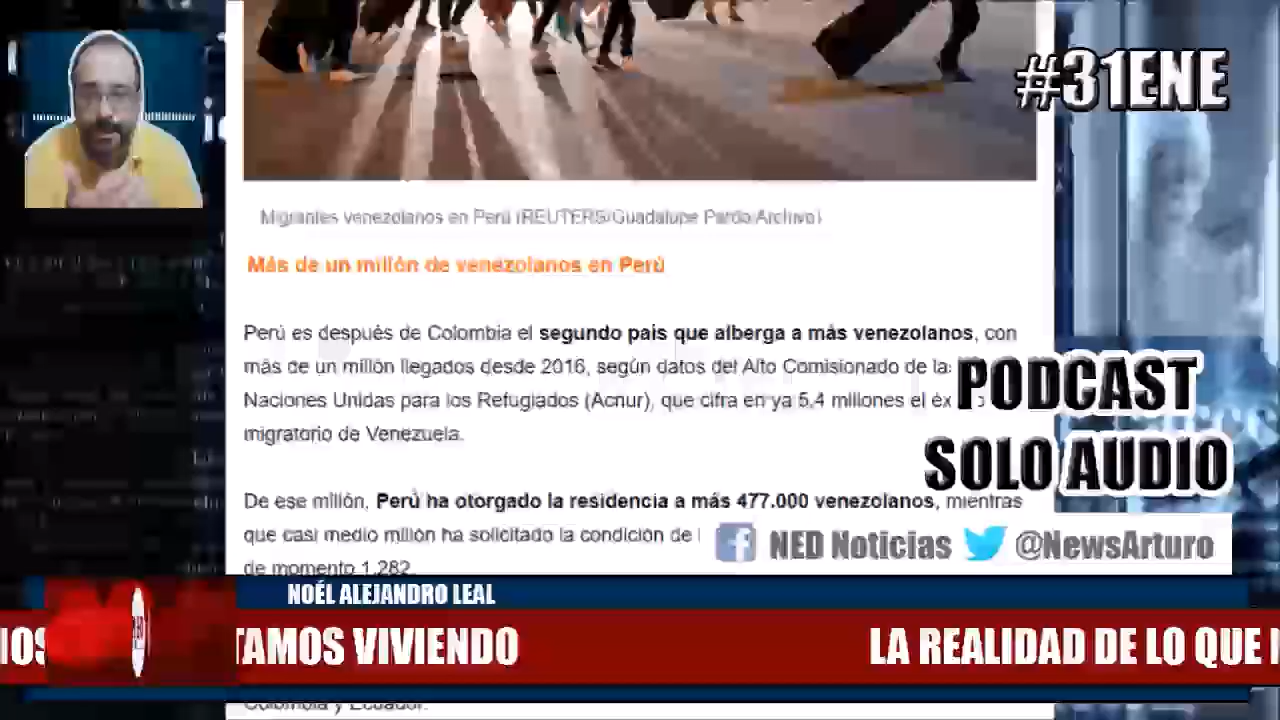 #31ENE
Migrantes venezolanos en Perú (REUTERS/Guadalupe Pardo/Archivo)
Más de un millón de venezolanos en Perú
Perú es después de Colombia el segundo país que alberga a más venezolanos, con
más de un millón llegados desde 2016, según datos del Alto Comisionado de las
Naciones Unidas para los Refugiados (Acnur), que cifra en ya 5,4 millones el
migratorio de Venezuela.
PODCAST
SOLO AUDIO
De ese millón, Perú ha otorgado la residencia a más 477.000 venezolanos, mientras
que casi medio millón ha solicitado la condición de
de momento 1.282.
NED Noticias @NewsArturo
NOÉL ALEJANDRO LEAL
TAMOS VIVIENDO LA REALIDAD DE LO QUE
Colombia y Ecuador.